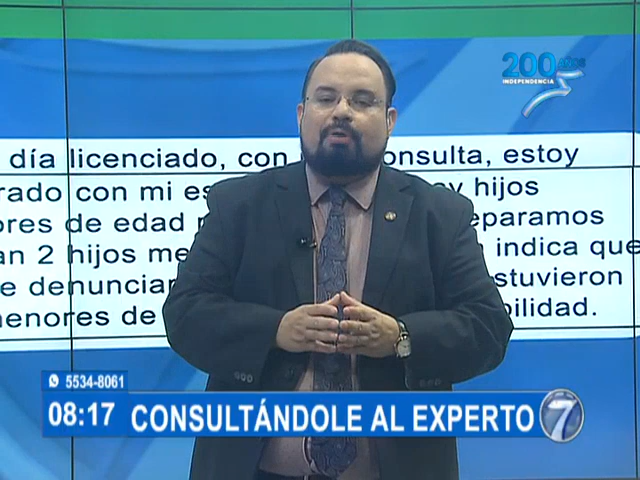 200 AÑOS
INDEPENDENCIA
día licenciado, con consulta, estoy
rado con mi es hijos
ores de edad eparamos
an 2 hijos me indica que
e denunciar stuvieron
menores de bilidad.
5534-8061
08:17 CONSULTÁNDOLE AL EXPERTO 7